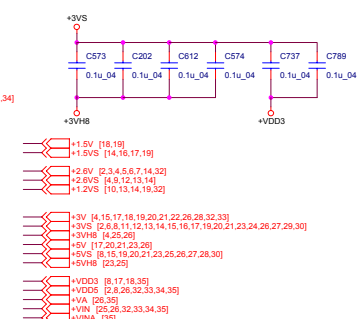 +3VS
C573 C202 C612 C574 C737 C789
0.1u_04 0.1u_04 0.1u_04 0.1u_04 0.1u_04 0.1u_04
,34]
+3VH8 +VDD3
+1.5V [18,19]
+1.5VS [14,16,17,19]
+2.6V [2,3,4,5,6,7,14,32]
+2.6VS [4,9,12,13,14]
+1.2VS [10,13,14,19,32]
+3V [4,15,17,18,19,20,21,22,26,28,32,33]
+3VS [2,6,8,11,12,13,14,15,16,17,19,20,21,23,24,26,27,29,30]
+3VH8 [4,25,26]
+5V [17,20,21,23,26]
+5VS [8,15,19,20,21,23,25,26,27,28,30]
+5VH8 [23,25]
+VDD3 [8,17,18,35]
+VDD5 [2,8,26,32,33,34,35]
+VA [26,35]
+VIN [25,26,32,33,34,35]
+VINA [35]